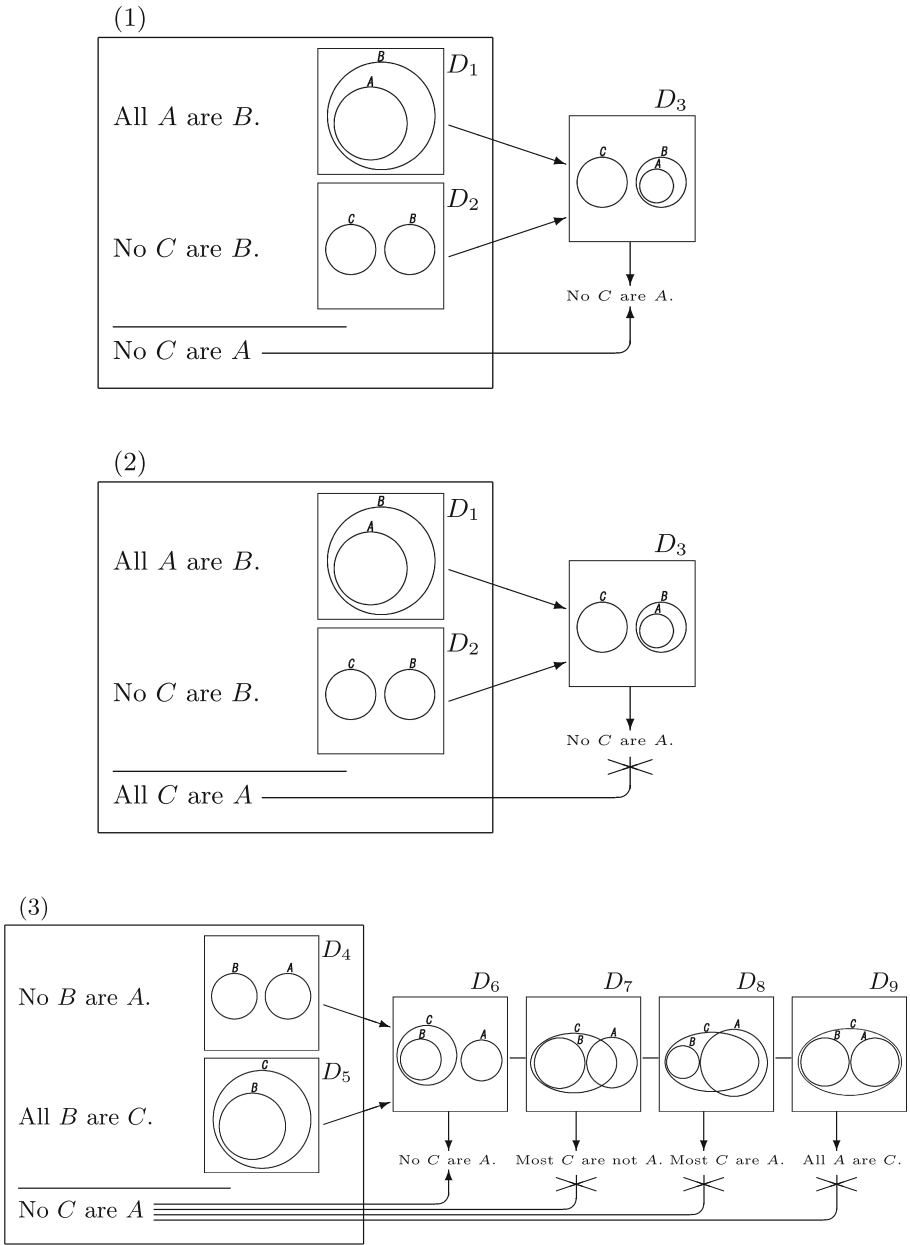 (1)
B
D1
A
All A are B.
D3
C B
A
D2
C B
No C are B.
No C are A.
No C are A
(2)
B
D1
A
All A are B.
D3
C B
A
D2
C B
No C are B.
No C are A.
All C are A
(3)
D4
B A
No B are A.
D6 D7 D8 D9
C
B A
C A
B
C A
B
C
B A
D5
C
B
All B are C.
No C are A. Most C are not A. Most C are A. All A are C.
No C are A